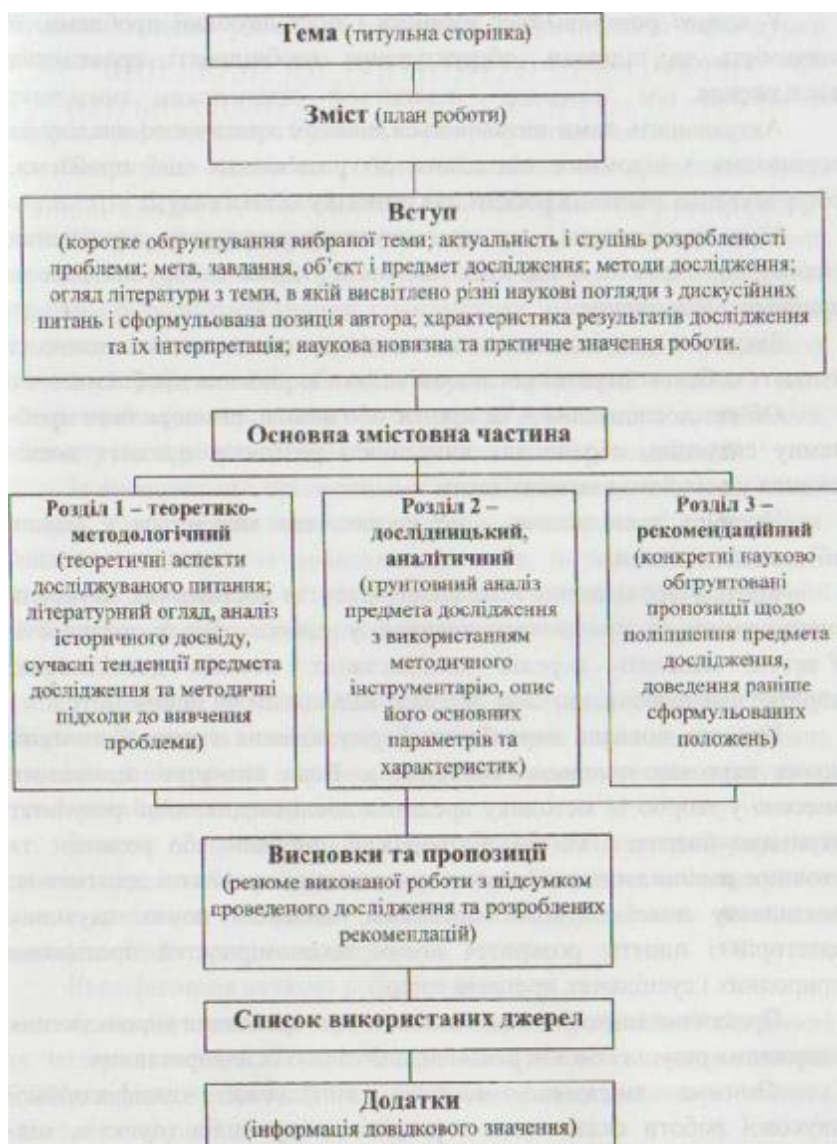 Тема (титульна сторінка)
Зміст (план роботи)
Вступ
(коротке обґрунтування вибраної теми; актуальність і ступінь розробленості
проблеми; мета, завдання, об’єкт і предмет дослідження; методи дослідження;
огляд літератури з теми, в якій висвітлено різні наукові погляди з дискусійних
питань і сформульована позиція автора; характеристика результатів дослідження
та їх інтерпретація; наукова новизна та прктичне значення роботи.
Основна змістовна частина
Розділ 1 – теоретико-
методологічний
(теоретичні аспекти
досліджуваного питання;
літературний огляд, аналіз
історичного досвіду,
сучасні тенденції предмета
дослідження та методичні
підходи до вивчення
проблеми)
Розділ 2 –
дослідницький,
аналітичний
(ґрунтовний аналіз
предмета дослідження
з використанням
методичного
інструментарію, опис
його основних
параметрів та
характеристик)
Розділ 3 –
рекомендаційний
(конкретні науково
обґрунтовані
пропозиції щодо
поліпшення предмета
дослідження,
доведення раніше
сформульованих
положень)
Висновки та пропозиції
(резюме виконаної роботи з підсумком
проведеного дослідження та розроблених
рекомендацій)
Список використаних джерел
Додатки
(інформація довідкового значення)